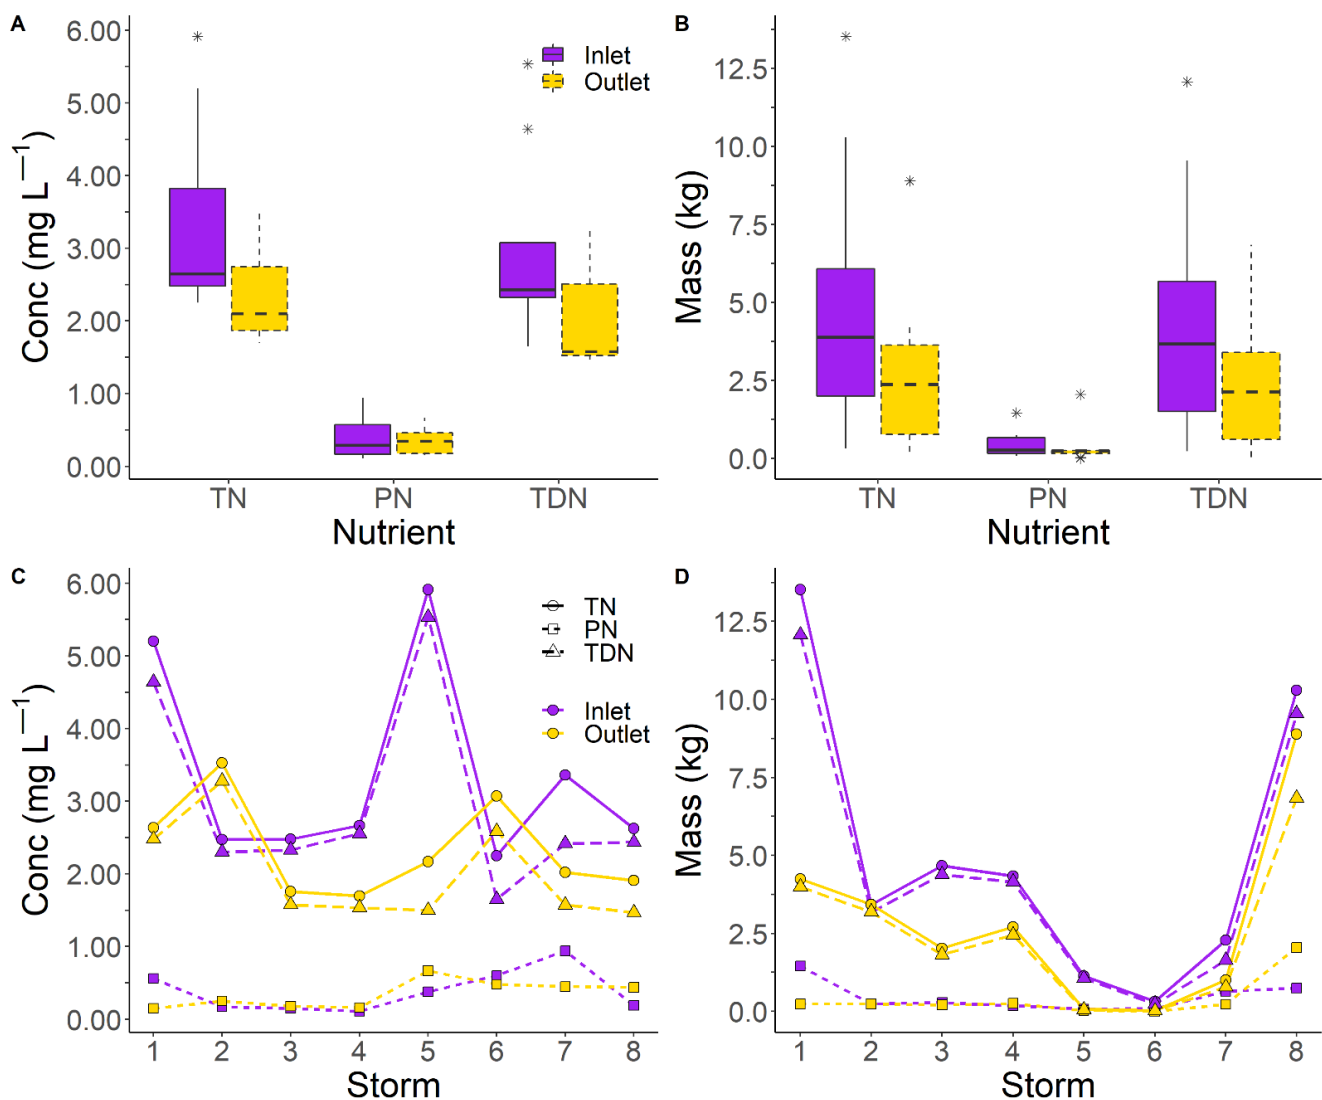 A
6.00
5.00
4.00
3.00
2.00
1.00
0.00
Conc (mg L⁻¹)
Inlet
Outlet
TN PN TDN
Nutrient
B
12.5
10.0
7.5
5.0
2.5
0.0
Mass (kg)
TN PN TDN
Nutrient
C
6.00
5.00
4.00
3.00
2.00
1.00
0.00
Conc (mg L⁻¹)
TN
PN
TDN
Inlet
Outlet
1 2 3 4 5 6 7 8
Storm
D
12.5
10.0
7.5
5.0
2.5
0.0
Mass (kg)
1 2 3 4 5 6 7 8
Storm